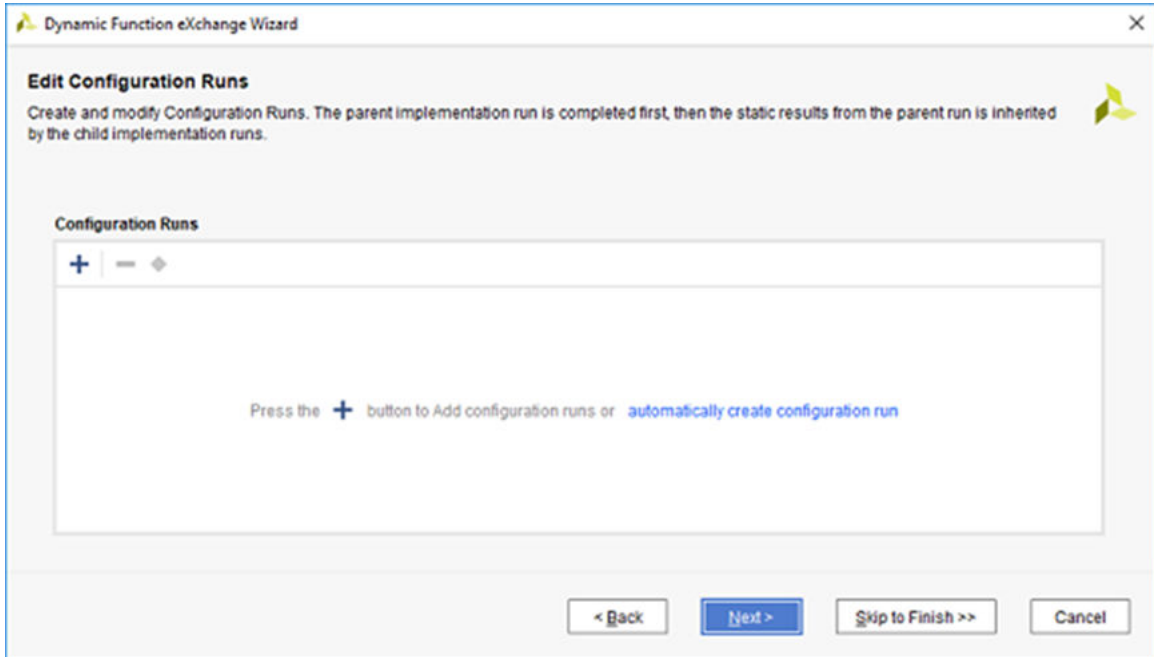 Dynamic Function eXchange Wizard
Edit Configuration Runs
Create and modify Configuration Runs. The parent implementation run is completed first, then the static results from the parent run is inherited
by the child implementation runs.
Configuration Runs
Press the + button to Add configuration runs or automatically create configuration run
< Back Next > Skip to Finish >> Cancel